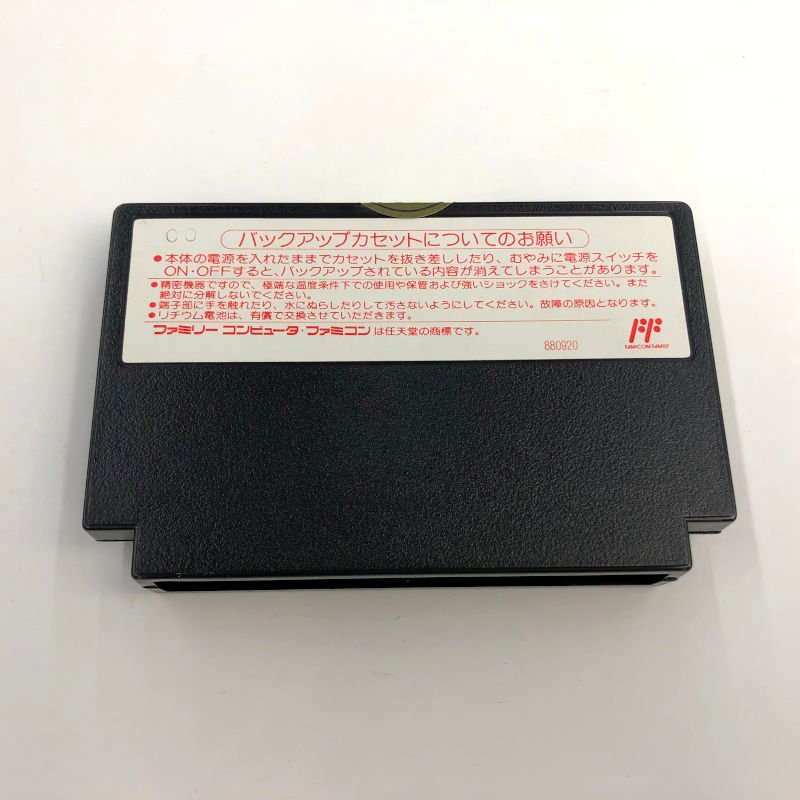 バックアップカセットについてのお願い
●本体の電源を入れたままでカセットを抜き差ししたり、むやみに電源スイッチを
ON・OFFすると、バックアップされている内容が消えてしまうことがあります。
●精密機器ですので、極端な温度条件下での使用や保管および強いショックをさけてください。また
絶対に分解しないでください。
●端子部に手を触れたり、水にぬらしたりして汚さないようにしてください。故障の原因となります。
●リチウム電池は、有償で交換させていただきます。
ファミリー コンピュータ・ファミコンは任天堂の商標です。
880920
FAMICOM FAMILY